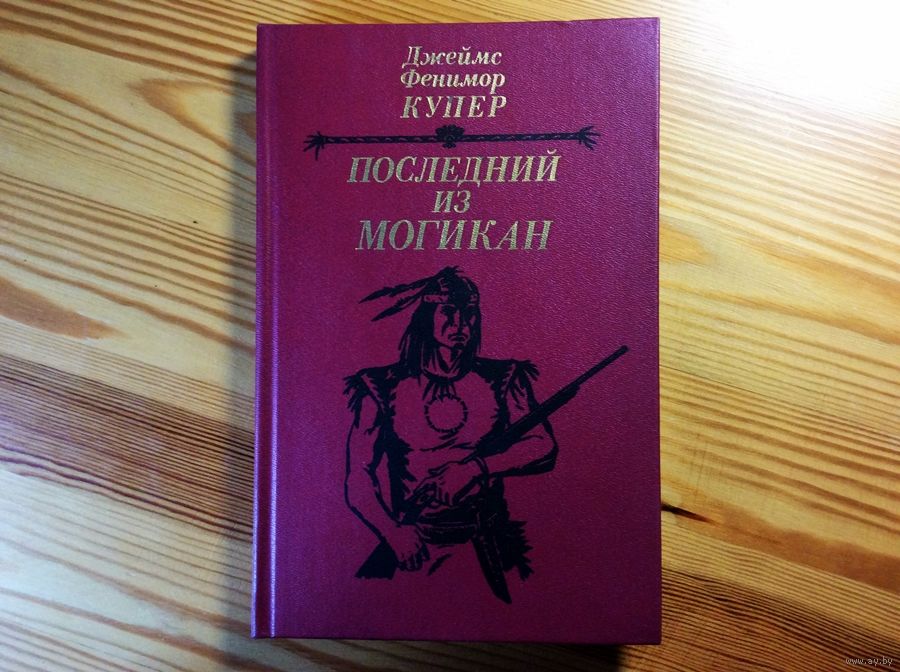 Джеймс
Фенимор
КУПЕР
ПОСЛЕДНИЙ
ИЗ
МОГИКАН
www.ay.by